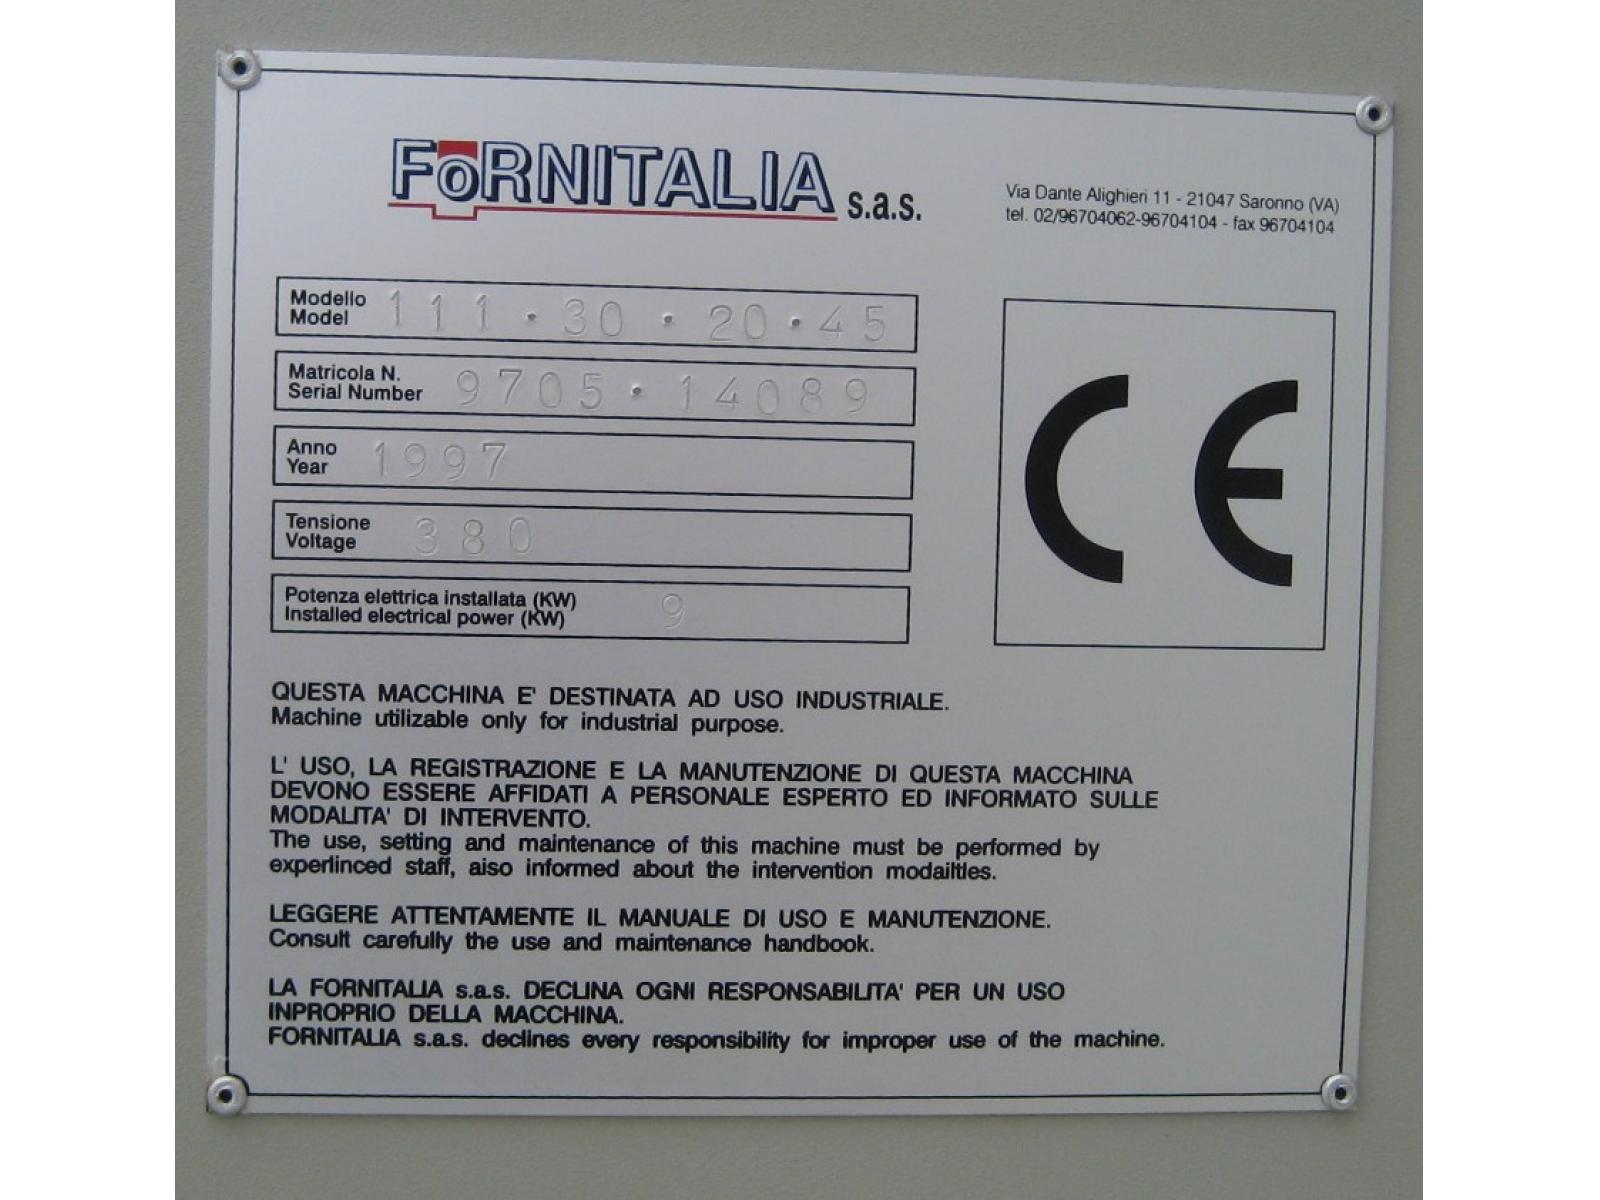 FORNITALIA s.a.s.
Via Dante Alighieri 11 - 21047 Saronno (VA)
tel. 02/96704062-96704104 - fax 96704104
Modello
Model
111·30·20·45
Matricola N.
Serial Number
9705·14089
Anno
Year
1997
Tensione
Voltage
380
Potenza elettrica installata (KW)
Installed electrical power (KW)
9
CE
QUESTA MACCHINA E' DESTINATA AD USO INDUSTRIALE.
Machine utilizable only for industrial purpose.
L' USO, LA REGISTRAZIONE E LA MANUTENZIONE DI QUESTA MACCHINA
DEVONO ESSERE AFFIDATI A PERSONALE ESPERTO ED INFORMATO SULLE
MODALITA' DI INTERVENTO.
The use, setting and maintenance of this machine must be performed by
experlinced staff, aiso informed about the intervention modailtles.
LEGGERE ATTENTAMENTE IL MANUALE DI USO E MANUTENZIONE.
Consult carefully the use and maintenance handbook.
LA FORNITALIA s.a.s. DECLINA OGNI RESPONSABILITA' PER UN USO
INPROPRIO DELLA MACCHINA.
FORNITALIA s.a.s. declines every responsibility for improper use of the machine.